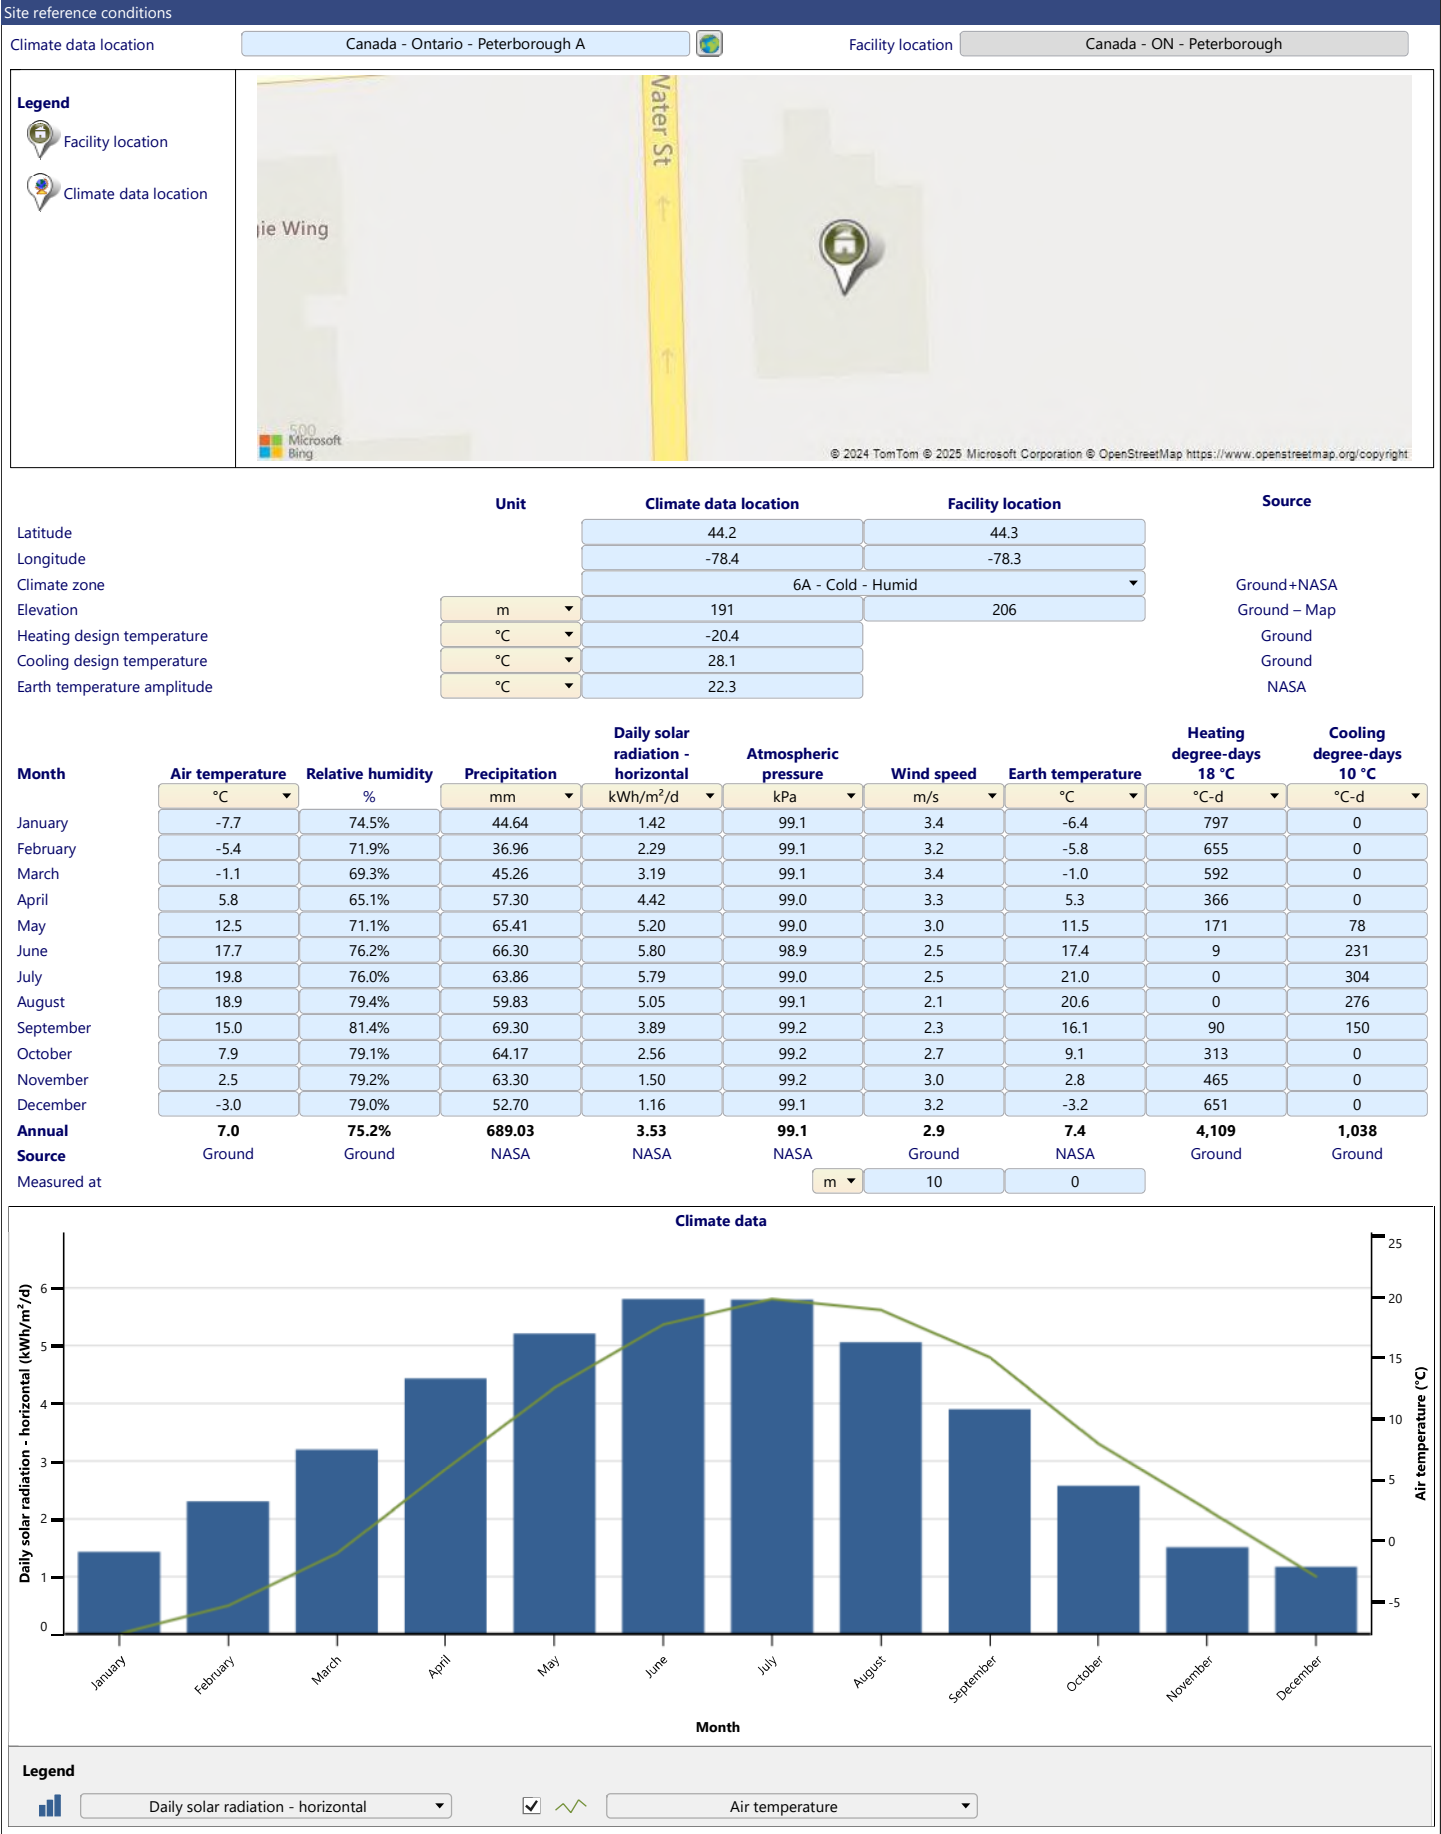 Site reference conditions
Climate data location Canada - Ontario - Peterborough A Facility location Canada - ON - Peterborough
Legend
Facility location
Climate data location
Water St
gie Wing
500
Microsoft
Bing
© 2024 TomTom © 2025 Microsoft Corporation © OpenStreetMap https://www.openstreetmap.org/copyright
Unit Climate data location Facility location Source
Latitude 44.2 44.3
Longitude -78.4 -78.3
Climate zone 6A - Cold - Humid Ground+NASA
Elevation m 191 206 Ground – Map
Heating design temperature °C -20.4 Ground
Cooling design temperature °C 28.1 Ground
Earth temperature amplitude °C 22.3 NASA
Daily solar Heating Cooling
radiation - Atmospheric degree-days degree-days
Month Air temperature Relative humidity Precipitation horizontal pressure Wind speed Earth temperature 18 °C 10 °C
°C % mm kWh/m²/d kPa m/s °C °C-d °C-d
January -7.7 74.5% 44.64 1.42 99.1 3.4 -6.4 797 0
February -5.4 71.9% 36.96 2.29 99.1 3.2 -5.8 655 0
March -1.1 69.3% 45.26 3.19 99.1 3.4 -1.0 592 0
April 5.8 65.1% 57.30 4.42 99.0 3.3 5.3 366 0
May 12.5 71.1% 65.41 5.20 99.0 3.0 11.5 171 78
June 17.7 76.2% 66.30 5.80 98.9 2.5 17.4 9 231
July 19.8 76.0% 63.86 5.79 99.0 2.5 21.0 0 304
August 18.9 79.4% 59.83 5.05 99.1 2.1 20.6 0 276
September 15.0 81.4% 69.30 3.89 99.2 2.3 16.1 90 150
October 7.9 79.1% 64.17 2.56 99.2 2.7 9.1 313 0
November 2.5 79.2% 63.30 1.50 99.2 3.0 2.8 465 0
December -3.0 79.0% 52.70 1.16 99.1 3.2 -3.2 651 0
Annual 7.0 75.2% 689.03 3.53 99.1 2.9 7.4 4,109 1,038
Source Ground Ground NASA NASA NASA Ground NASA Ground Ground
Measured at m 10 0
Climate data
Daily solar radiation - horizontal (kWh/m²/d)
6
5
4
3
2
1
0
25
20
15
10
5
0
-5
Air temperature (°C)
January February March April May June July August September October November December
Month
Legend
Daily solar radiation - horizontal Air temperature